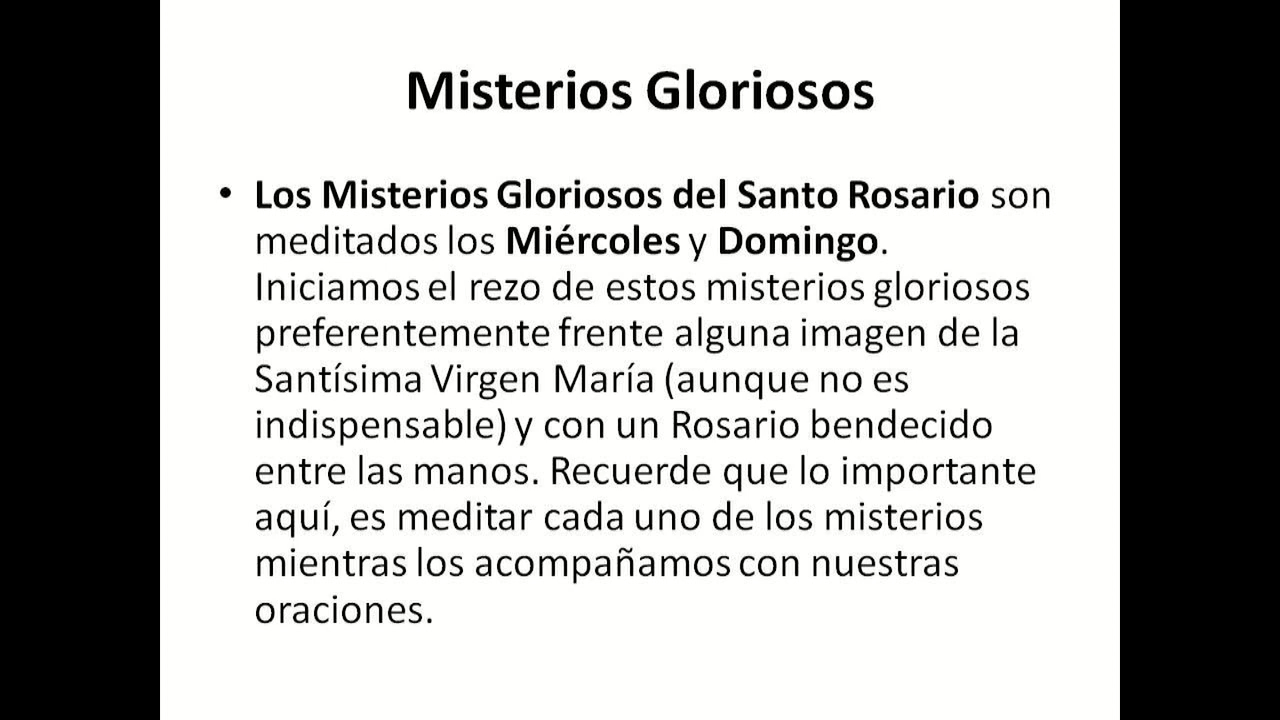 Misterios Gloriosos
• Los Misterios Gloriosos del Santo Rosario son
meditados los Miércoles y Domingo.
Iniciamos el rezo de estos misterios gloriosos
preferentemente frente alguna imagen de la
Santísima Virgen María (aunque no es
indispensable) y con un Rosario bendecido
entre las manos. Recuerde que lo importante
aquí, es meditar cada uno de los misterios
mientras los acompañamos con nuestras
oraciones.